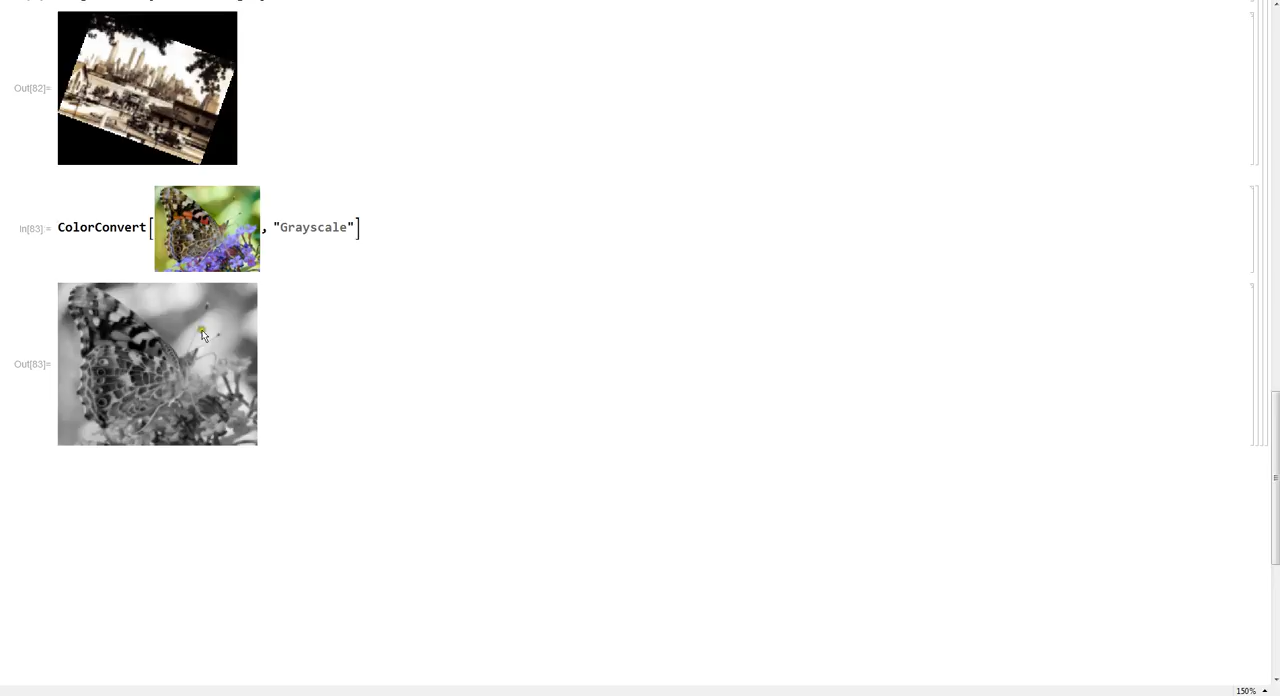 Out[82]=
In[83]:= ColorConvert[ , "Grayscale"]
Out[83]=
150%